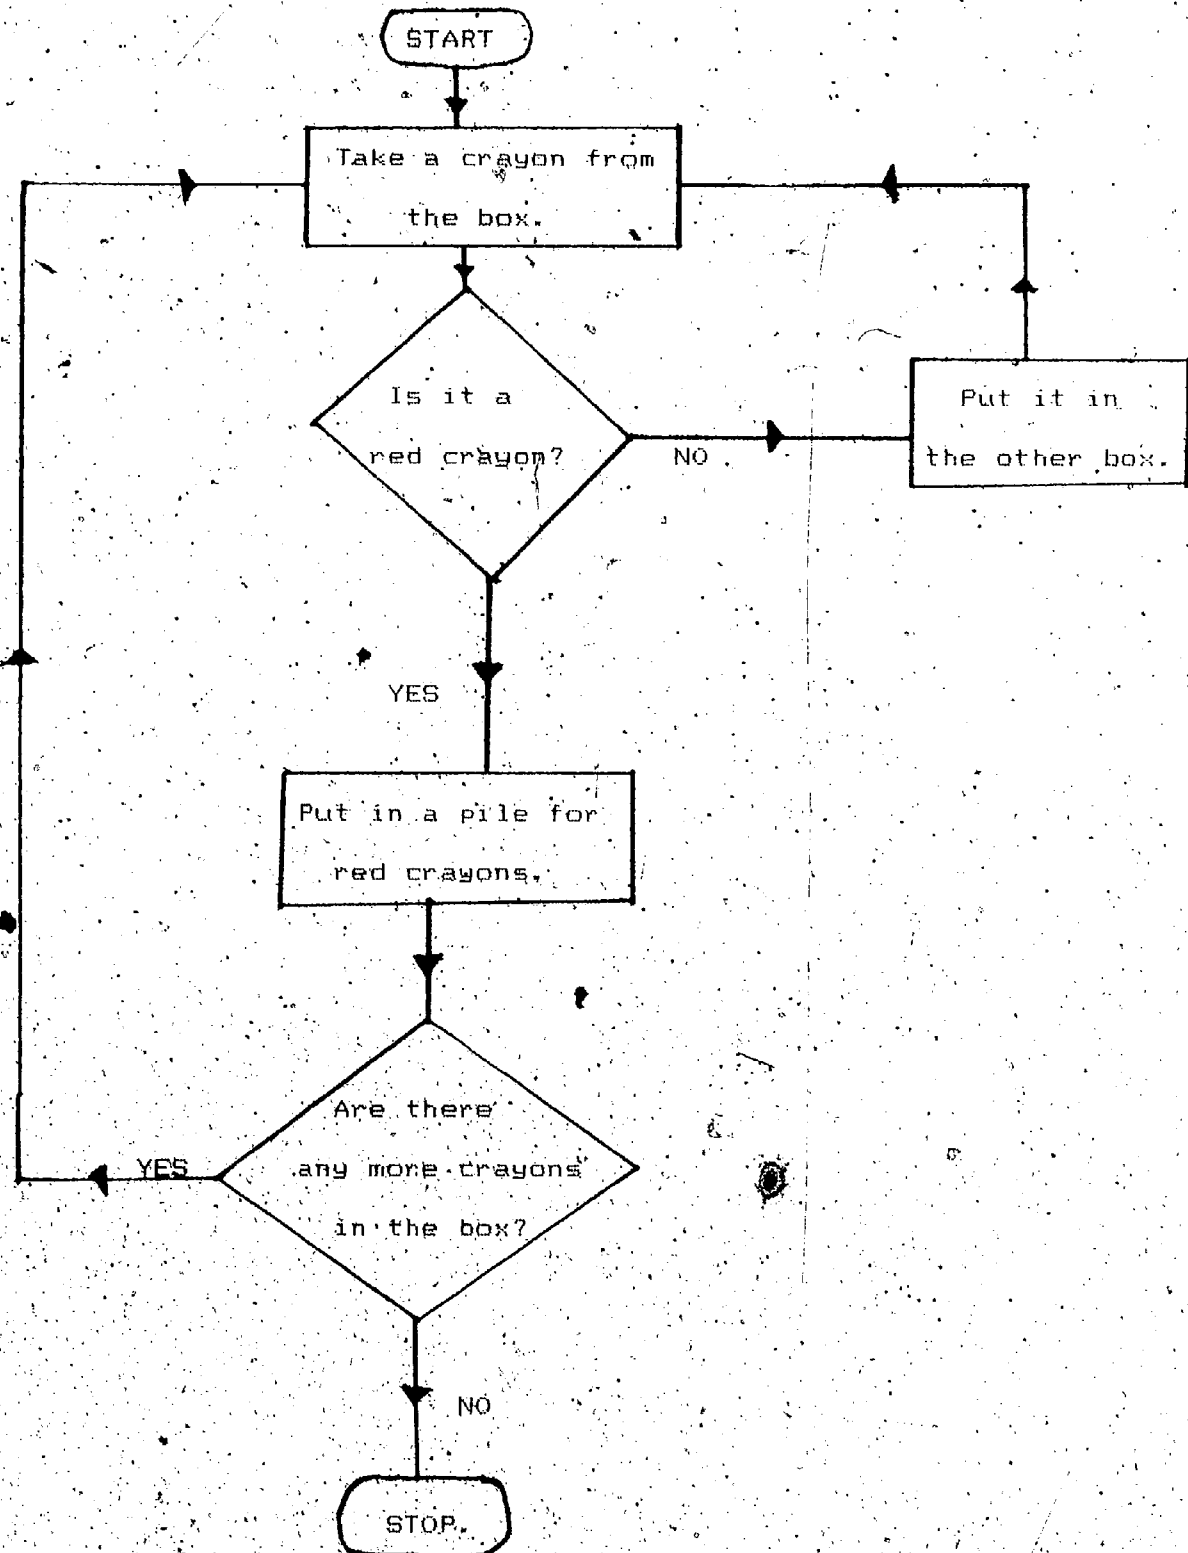 START
Take a crayon from
the box.
Is it a
red crayon?
NO
Put it in
the other box.
YES
Put in a pile for
red crayons.
Are there
any more crayons
in the box?
YES
NO
STOP.